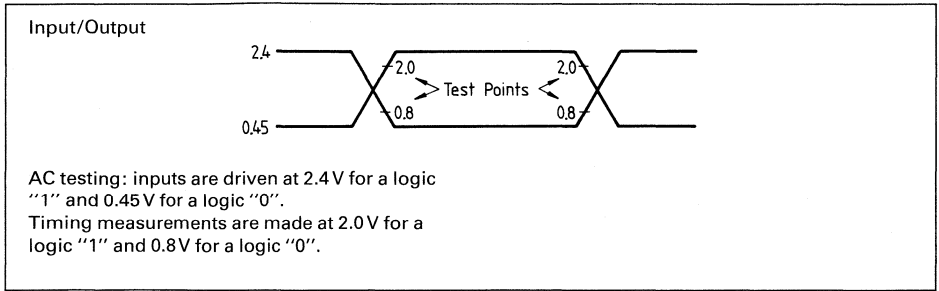 Input/Output
2.4
2.0
2.0
Test Points
0.8
0.8
0.45
AC testing: inputs are driven at 2.4 V for a logic
''1'' and 0.45 V for a logic ''0''.
Timing measurements are made at 2.0 V for a
logic ''1'' and 0.8 V for a logic ''0''.